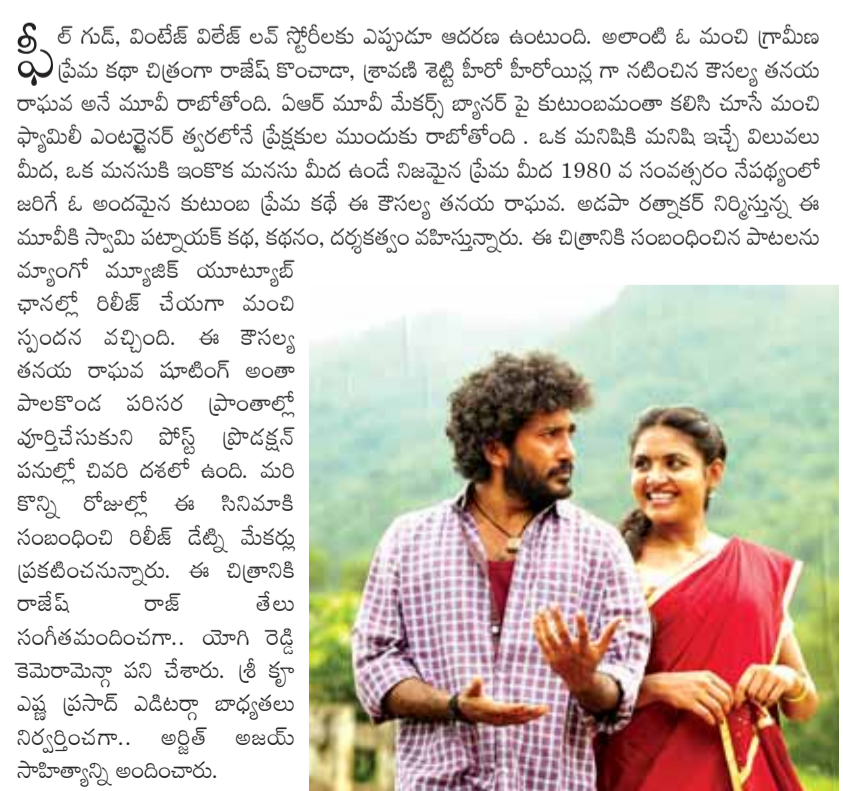 ఫీల్ గుడ్, వింటేజ్ విలేజ్ లవ్ స్టోరీలకు ఎప్పుడూ ఆదరణ ఉంటుంది. అలాంటి ఓ మంచి గ్రామీణ
ప్రేమ కథా చిత్రంగా రాజేష్ కొంచాడా, శ్రావణి శెట్టి హీరో హీరోయిన్ల గా నటించిన కౌసల్య తనయ
రాఘవ అనే మూవీ రాబోతోంది. ఏఆర్ మూవీ మేకర్స్ బ్యానర్ పై కుటుంబమంతా కలిసి చూసే మంచి
ఫ్యామిలీ ఎంటర్టైనర్ త్వరలోనే ప్రేక్షకుల ముందుకు రాబోతోంది . ఒక మనిషికి మనిషి ఇచ్చే విలువలు
మీద, ఒక మనసుకి ఇంకొక మనసు మీద ఉండే నిజమైన ప్రేమ మీద 1980 వ సంవత్సరం నేపథ్యంలో
జరిగే ఓ అందమైన కుటుంబ ప్రేమ కథే ఈ కౌసల్య తనయ రాఘవ. అడపా రత్నాకర్ నిర్మిస్తున్న ఈ
మూవీకి స్వామి పట్నాయక్ కథ, కథనం, దర్శకత్వం వహిస్తున్నారు. ఈ చిత్రానికి సంబంధించిన పాటలను
మ్యాంగో మ్యూజిక్ యూట్యూబ్
ఛానల్లో రిలీజ్ చేయగా మంచి
స్పందన వచ్చింది. ఈ కౌసల్య
తనయ రాఘవ షూటింగ్ అంతా
పాలకొండ పరిసర ప్రాంతాల్లో
పూర్తిచేసుకుని పోస్ట్ ప్రొడక్షన్
పనుల్లో చివరి దశలో ఉంది. మరి
కొన్ని రోజుల్లో ఈ సినిమాకి
సంబంధించి రిలీజ్ డేట్ని మేకర్లు
ప్రకటించనున్నారు. ఈ చిత్రానికి
రాజేష్ రాజ్ తేలు
సంగీతమందించగా.. యోగి రెడ్డి
కెమెరామెన్గా పని చేశారు. శ్రీ కృా
ఎష్ణ ప్రసాద్ ఎడిటర్గా బాధ్యతలు
నిర్వర్తించగా.. అర్జిత్ అజయ్
సాహిత్యాన్ని అందించారు.